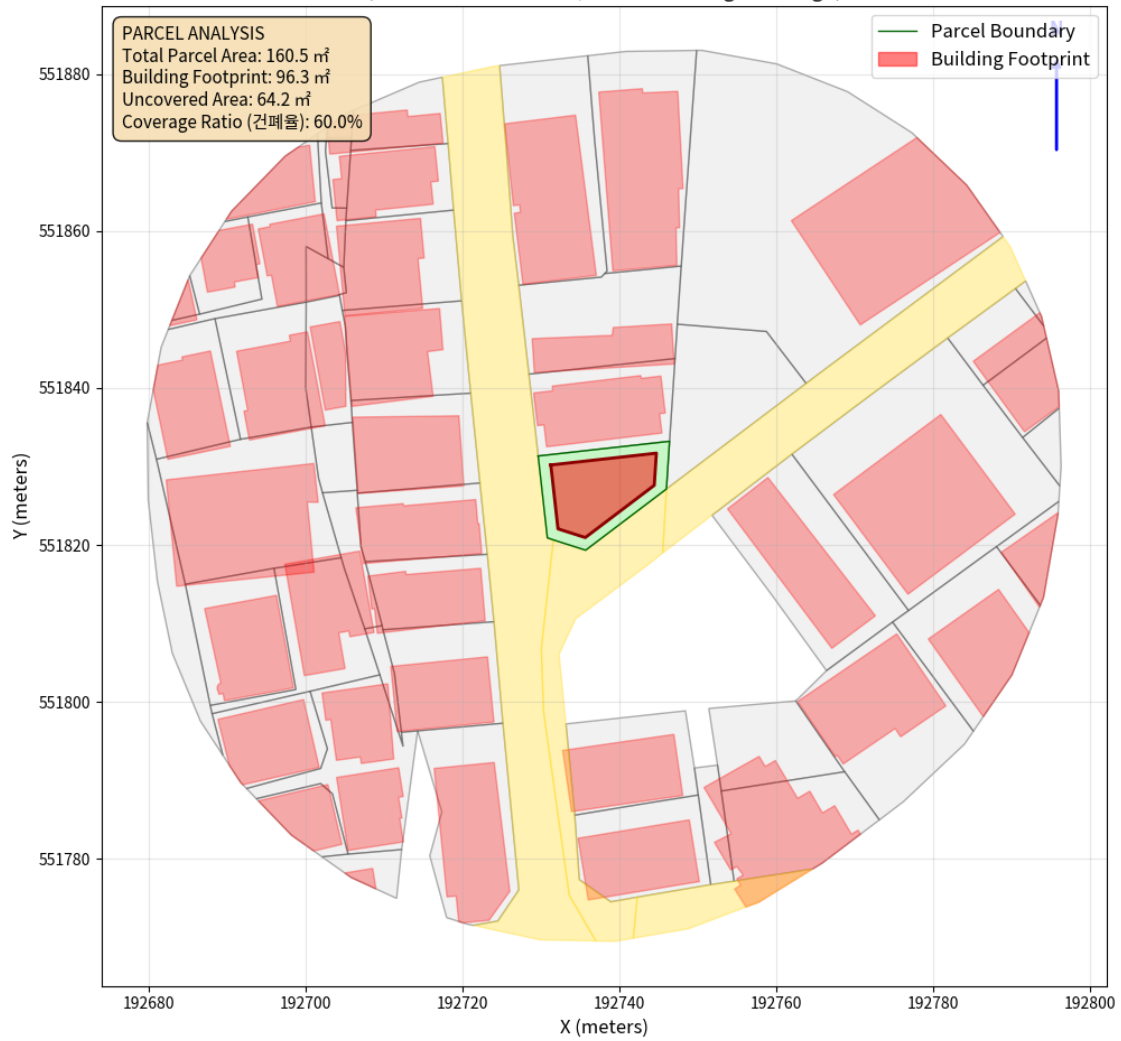 PARCEL ANALYSIS
Total Parcel Area: 160.5 ㎡
Building Footprint: 96.3 ㎡
Uncovered Area: 64.2 ㎡
Coverage Ratio (건폐율): 60.0%
Parcel Boundary
Building Footprint
N
551880
551860
551840
551820
551800
551780
Y (meters)
192680
192700
192720
192740
192760
192780
192800
X (meters)